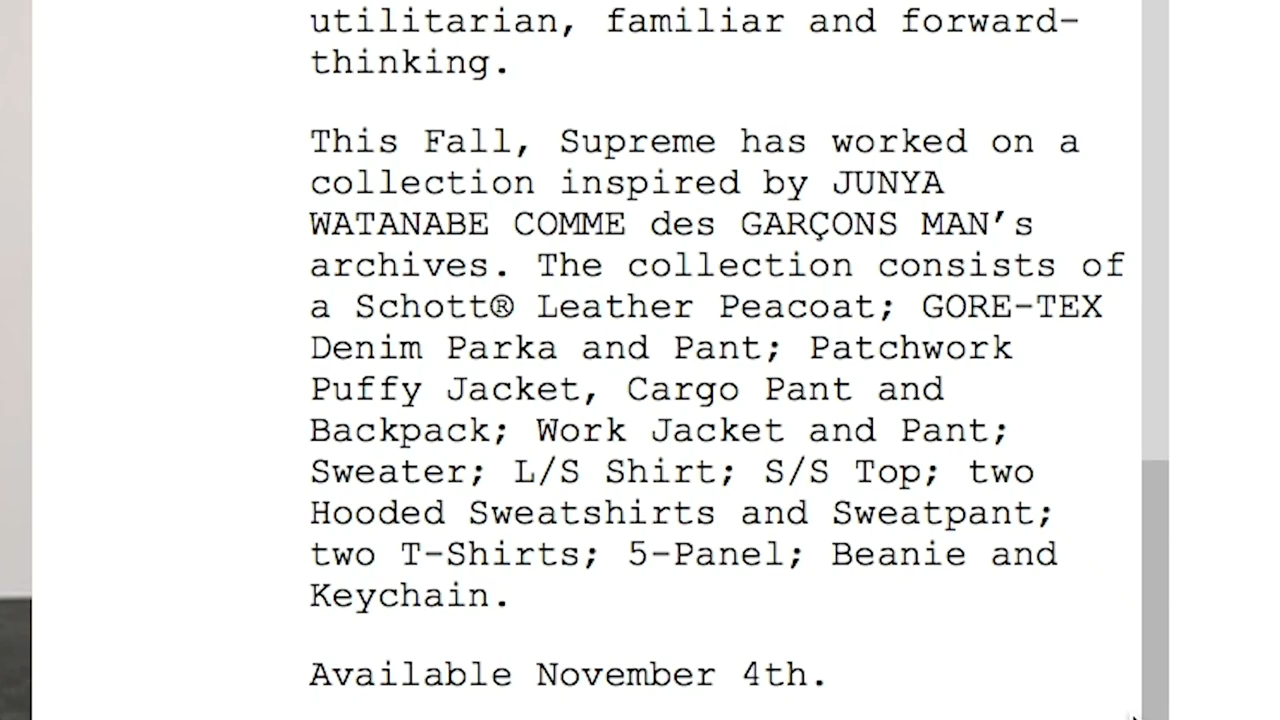 utilitarian, familiar and forward-
thinking.
This Fall, Supreme has worked on a
collection inspired by JUNYA
WATANABE COMME des GARÇONS MAN’s
archives. The collection consists of
a Schott® Leather Peacoat; GORE-TEX
Denim Parka and Pant; Patchwork
Puffy Jacket, Cargo Pant and
Backpack; Work Jacket and Pant;
Sweater; L/S Shirt; S/S Top; two
Hooded Sweatshirts and Sweatpant;
two T-Shirts; 5-Panel; Beanie and
Keychain.
Available November 4th.